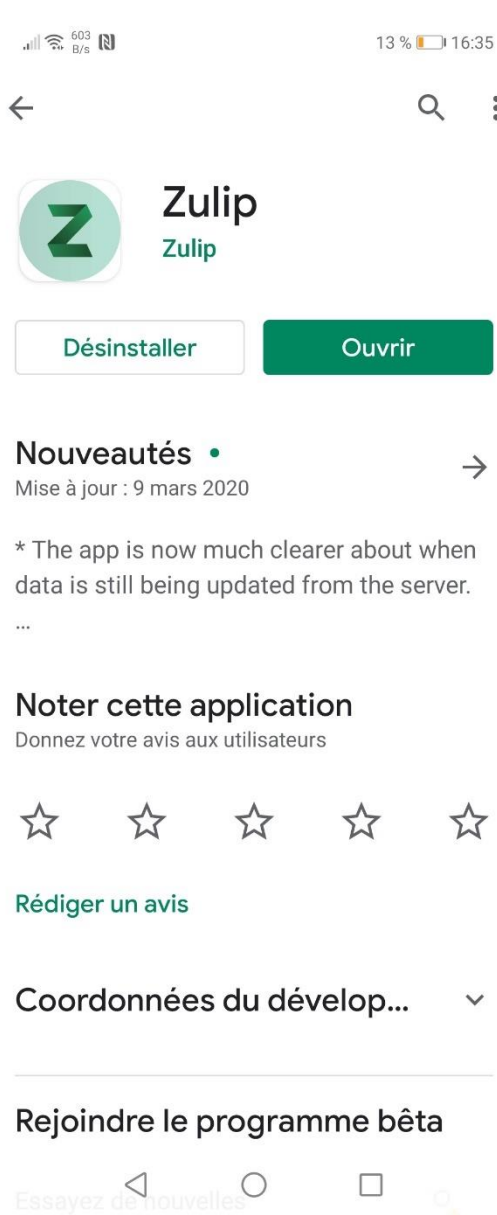 603
B/s
13 % 16:35
Z
Zulip
Zulip
Désinstaller Ouvrir
Nouveautés •
Mise à jour : 9 mars 2020
* The app is now much clearer about when
data is still being updated from the server.
...
Noter cette application
Donnez votre avis aux utilisateurs
Rédiger un avis
Coordonnées du dévelop...
Rejoindre le programme bêta
Essayez de nouvelles